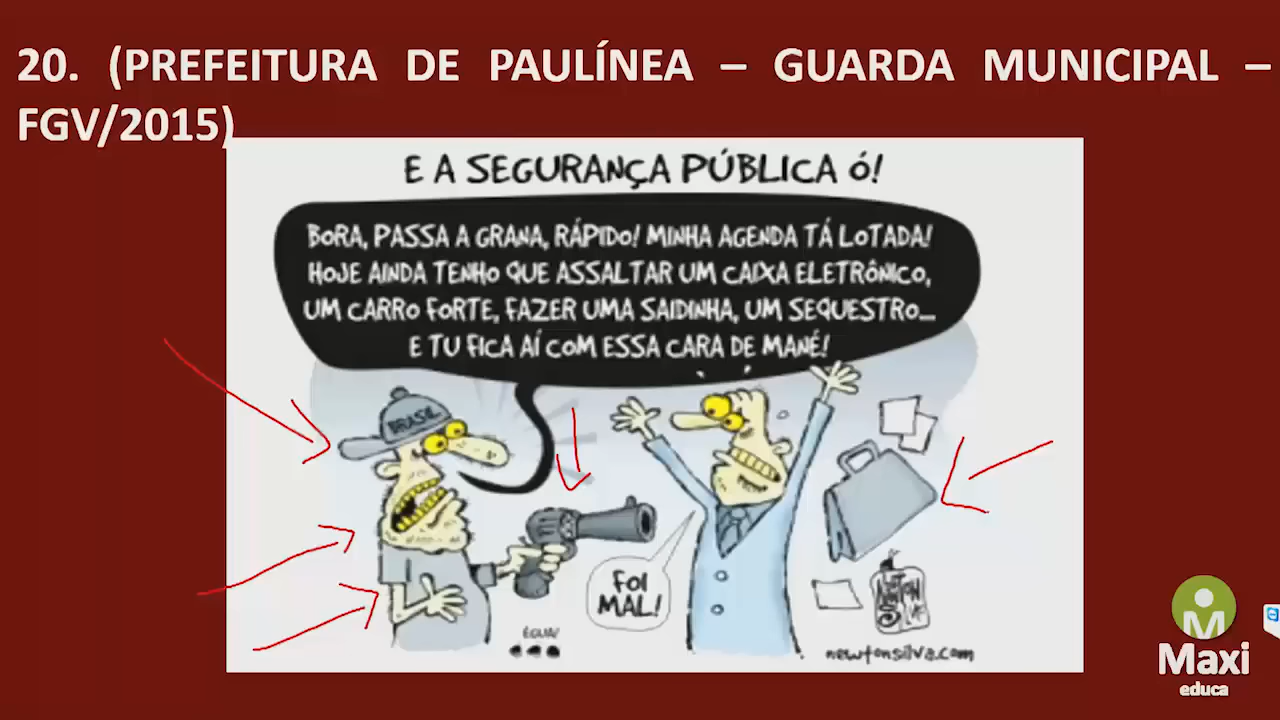 20. (PREFEITURA DE PAULÍNEA – GUARDA MUNICIPAL –
FGV/2015)
E A SEGURANÇA PÚBLICA Ó!
BORA, PASSA A GRANA, RÁPIDO! MINHA AGENDA TÁ LOTADA!
HOJE AINDA TENHO QUE ASSALTAR UM CAIXA ELETRÔNICO,
UM CARRO FORTE, FAZER UMA SAIDINHA, UM SEQUESTRO...
E TU FICA AÍ COM ESSA CARA DE MANÉ!
BRASIL
FOI
MAL!
ÉGUA!
newtonsilva.com
Maxi
educa